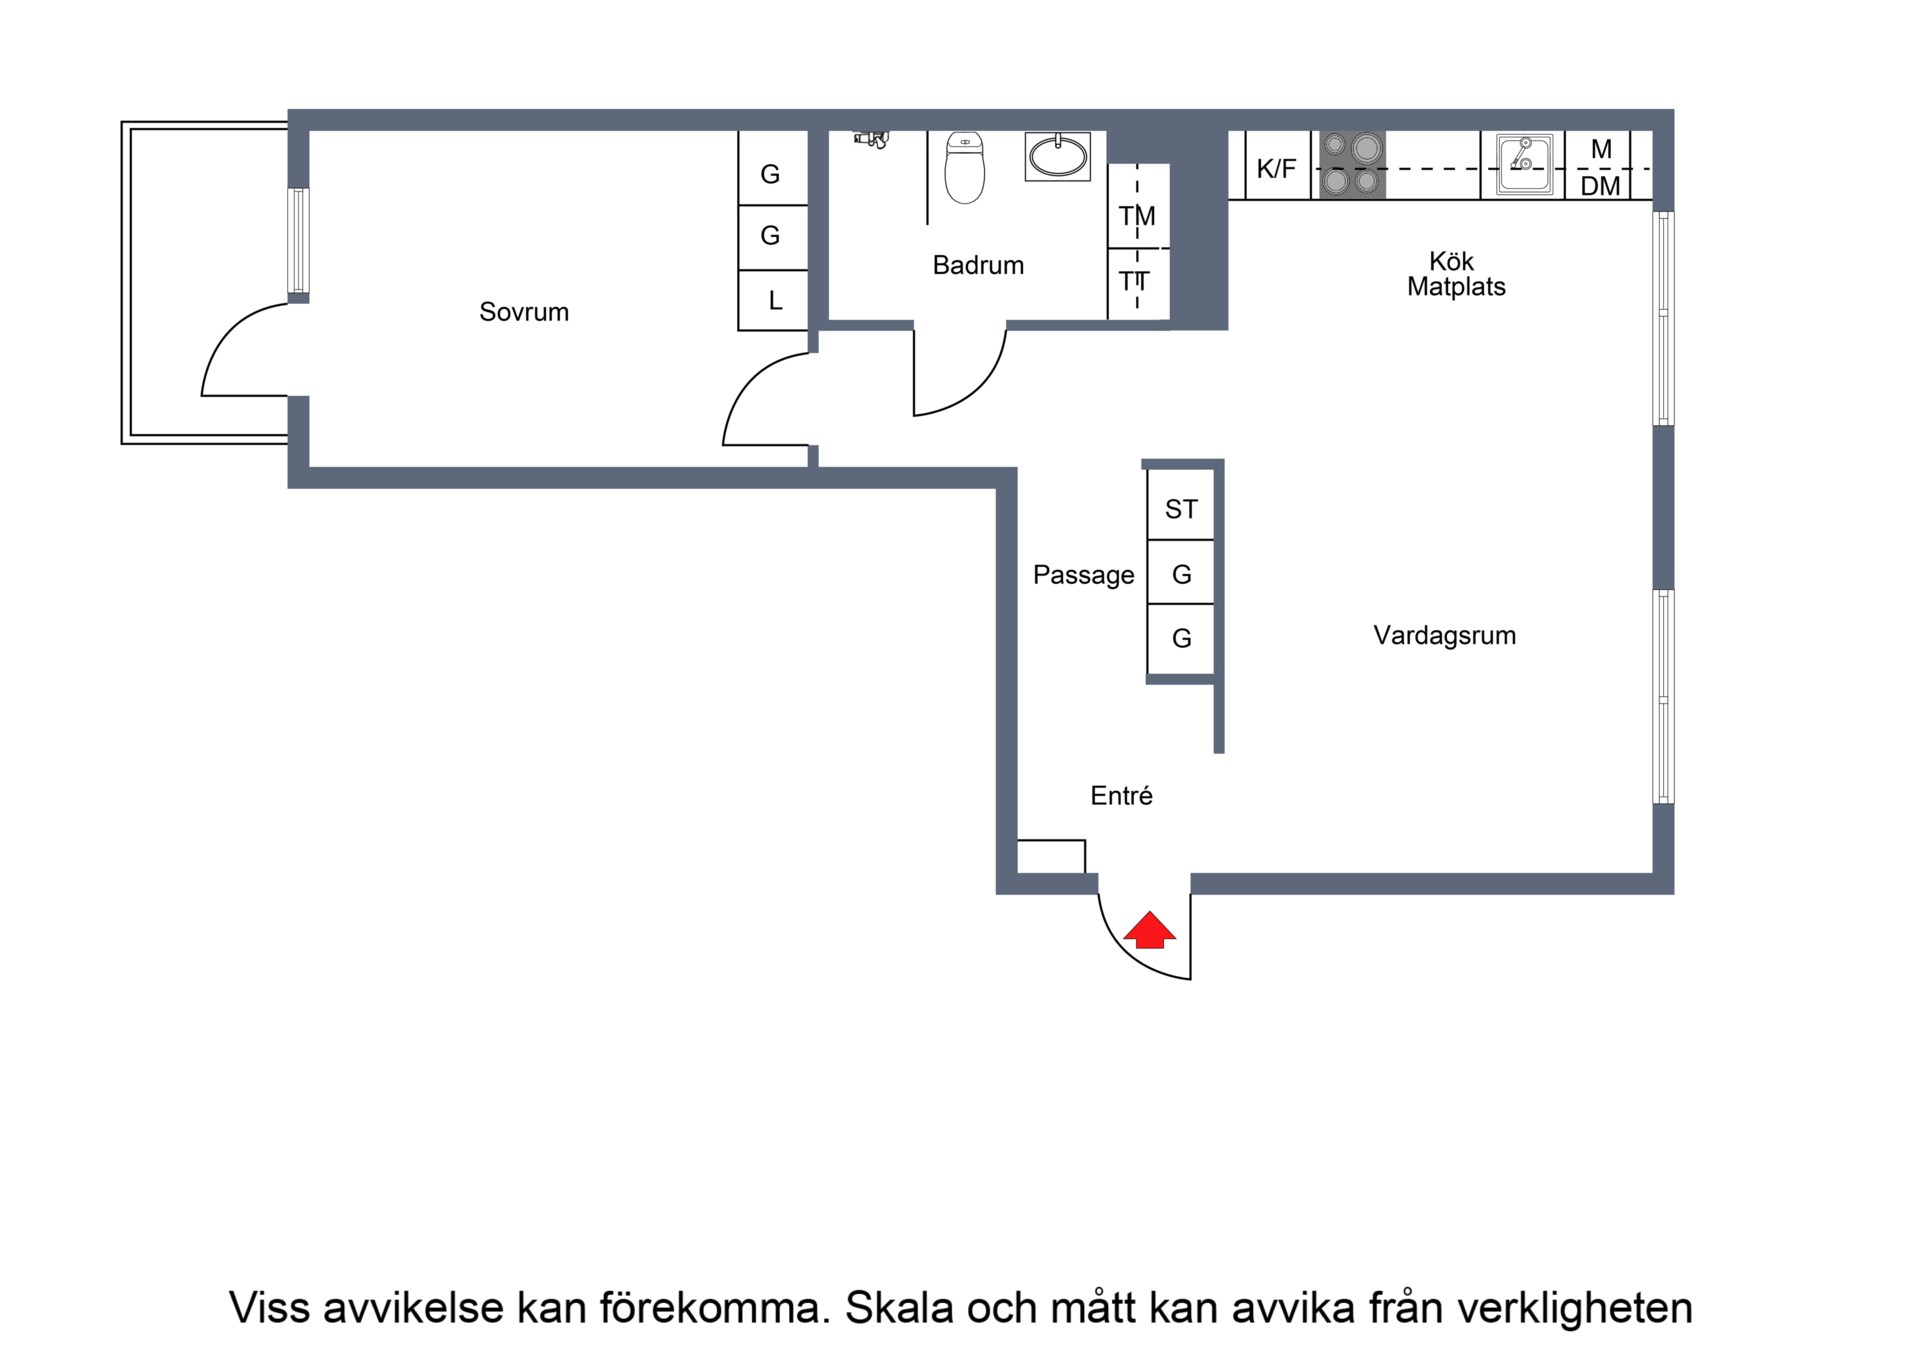 G
K/F
M
DM
TM
G
Badrum
Kök
Matplats
TT
L
Sovrum
ST
Passage
G
G
Vardagsrum
Entré
Viss avvikelse kan förekomma. Skala och mått kan avvika från verkligheten